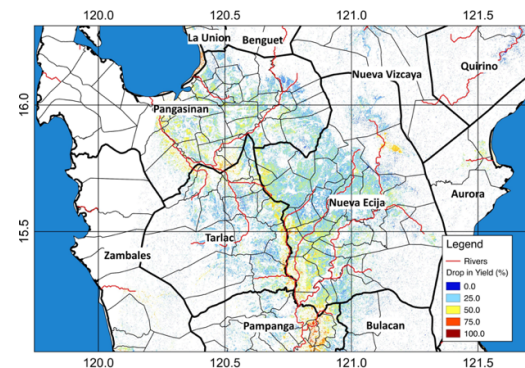 120.0 120.5 121.0 121.5
La Union
Benguet
Quirino
Nueva Vizcaya
16.0
Pangasinan
Aurora
Nueva Ecija
15.5
Tarlac
Zambales
Legend
Rivers
Drop in Yield (%)
0.0
25.0
50.0
75.0
100.0
Pampanga
Bulacan
120.0 120.5 121.0 121.5